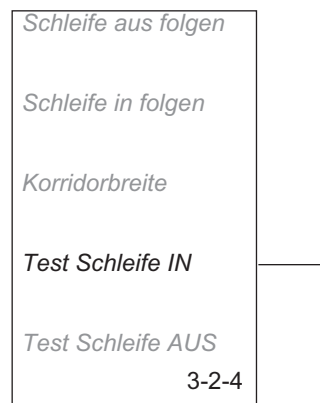 Schleife aus folgen
Schleife in folgen
Korridorbreite
Test Schleife IN
Test Schleife AUS
3-2-4